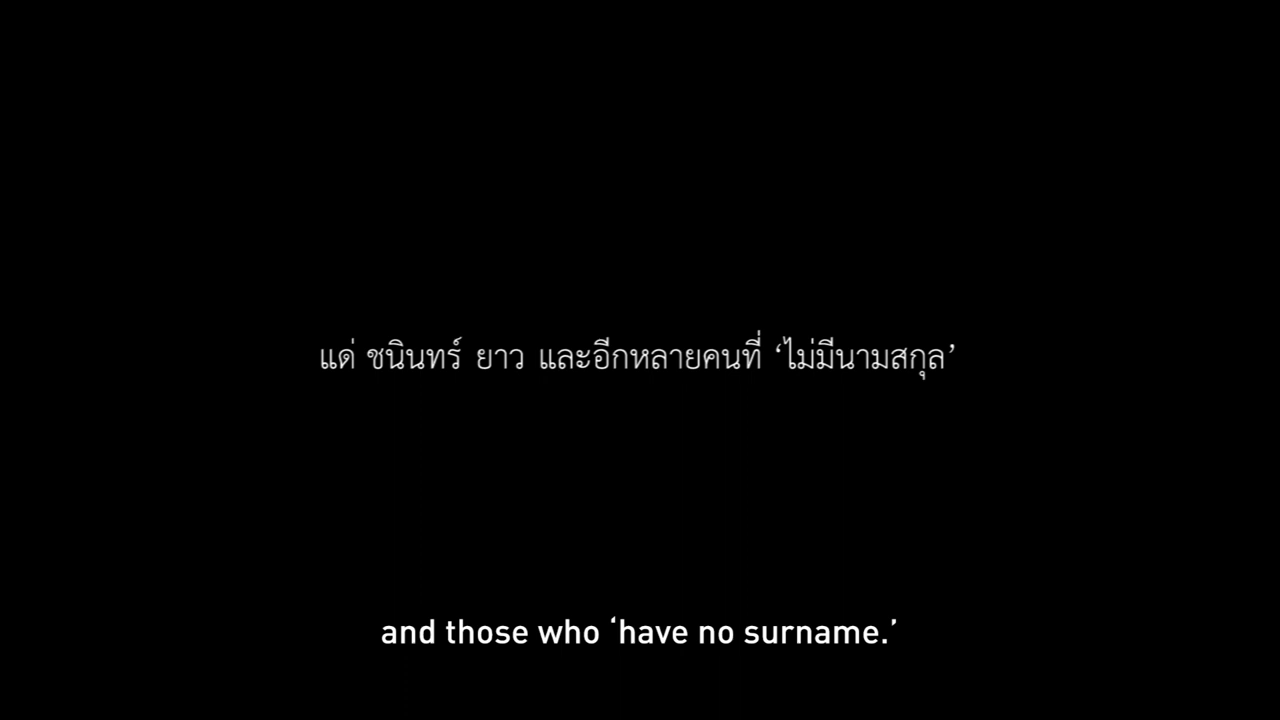 แด่ ชนินทร์ ยาว และอีกหลายคนที่ ‘ไม่มีนามสกุล’
and those who ‘have no surname.’